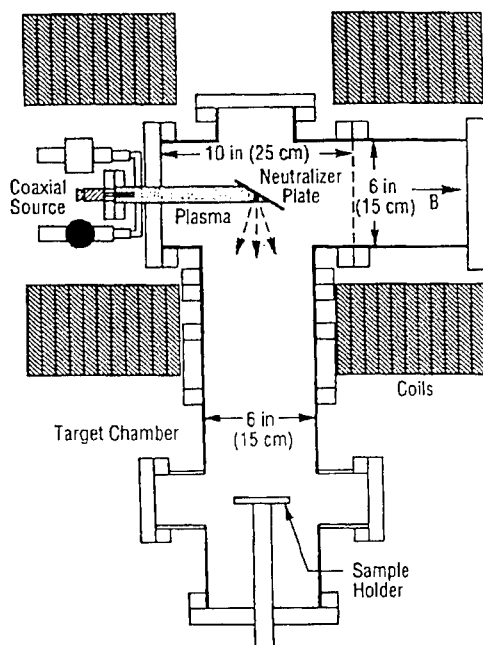 10 in (25 cm)
Neutralizer
Plate
Coaxial
Source
Plasma
6 in
(15 cm)
B
Coils
6 in
(15 cm)
Target Chamber
Sample
Holder